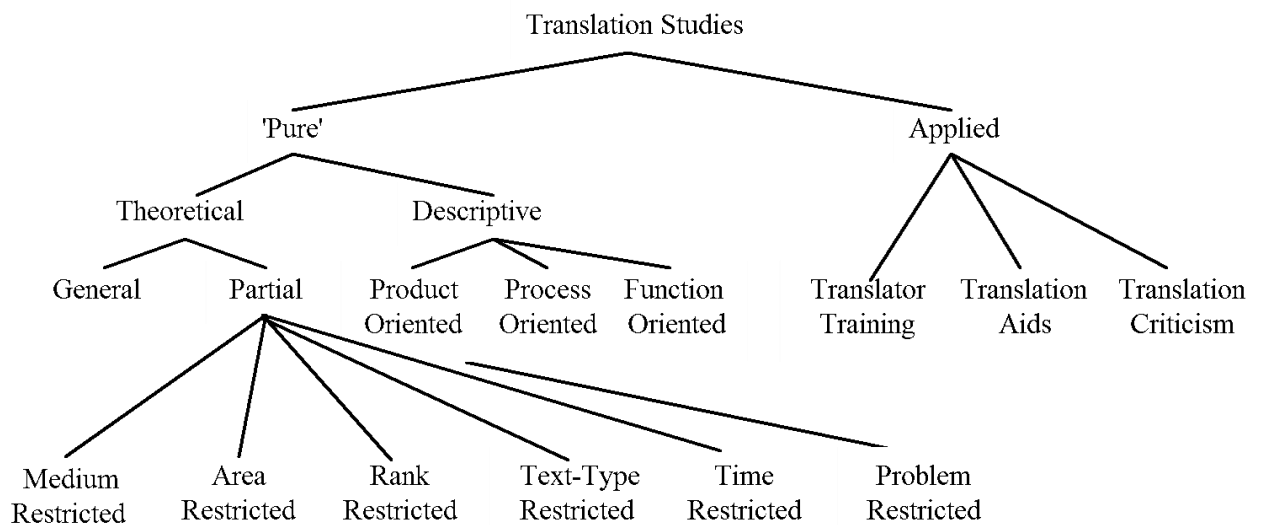 Translation Studies
'Pure'
Applied
Theoretical
Descriptive
General
Partial
Product
Oriented
Process
Oriented
Function
Oriented
Translator
Training
Translation
Aids
Translation
Criticism
Medium
Restricted
Area
Restricted
Rank
Restricted
Text-Type
Restricted
Time
Restricted
Problem
Restricted